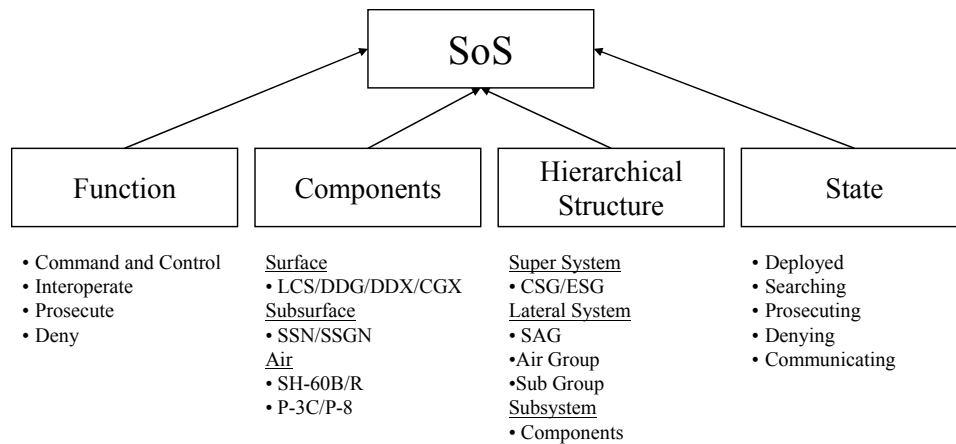 SoS
Function
Components
Hierarchical
Structure
State
• Command and Control
• Interoperate
• Prosecute
• Deny
Surface
• LCS/DDG/DDX/CGX
Subsurface
• SSN/SSGN
Air
• SH-60B/R
• P-3C/P-8
Super System
• CSG/ESG
Lateral System
• SAG
•Air Group
•Sub Group
Subsystem
• Components
• Deployed
• Searching
• Prosecuting
• Denying
• Communicating